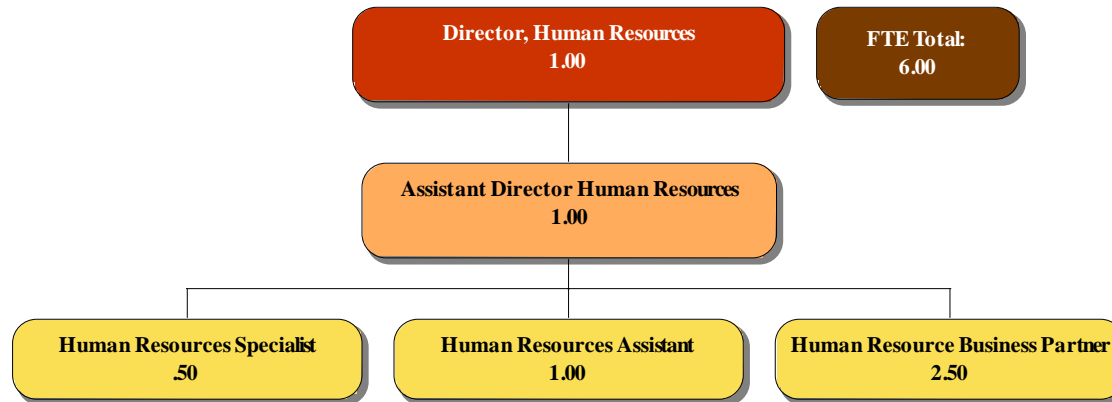 Director, Human Resources
1.00
FTE Total:
6.00
Assistant Director Human Resources
1.00
Human Resources Specialist
.50
Human Resources Assistant
1.00
Human Resource Business Partner
2.50